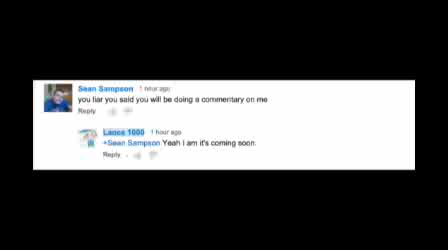 Sean Sampson 1 hour ago
you liar you said you will be doing a commentary on me
Reply
Lance 1000 1 hour ago
+Sean Sampson Yeah I am it's coming soon.
Reply